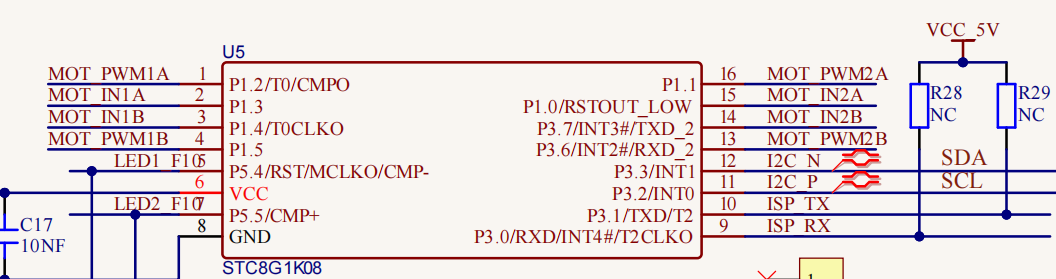 VCC_5V
U5
MOT_PWM1A 1 P1.2/T0/CMPO P1.1 16 MOT_PWM2A
MOT_IN1A 2 P1.3 P1.0/RSTOUT_LOW 15 MOT_IN2A R28 R29
MOT_IN1B 3 P1.4/T0CLKO P3.7/INT3#/TXD_2 14 MOT_IN2B NC NC
MOT_PWM1B 4 P1.5 P3.6/INT2#/RXD_2 13 MOT_PWM2B
LED1_F10 5 P5.4/RST/MCLKO/CMP- P3.3/INT1 12 I2C_N SDA
6 VCC P3.2/INT0 11 I2C_P SCL
LED2_F10 7 P5.5/CMP+ P3.1/TXD/T2 10 ISP_TX
C17 8 GND P3.0/RXD/INT4#/T2CLKO 9 ISP_RX
10NF
STC8G1K08
1